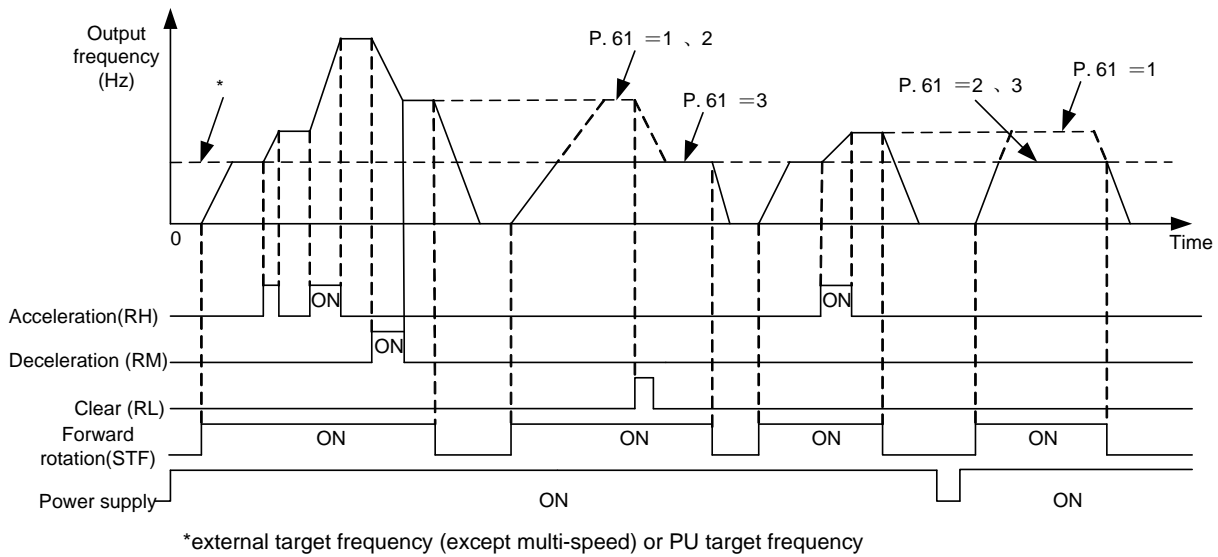 Output
frequency
(Hz)
*
P. 61 =1 、2
P. 61 =3
P. 61 =2 、3
P. 61 =1
0
Time
ON
Acceleration(RH)
ON
ON
Deceleration (RM)
Clear (RL)
Forward
rotation(STF)
ON
ON
ON
ON
Power supply
ON
ON
*external target frequency (except multi-speed) or PU target frequency